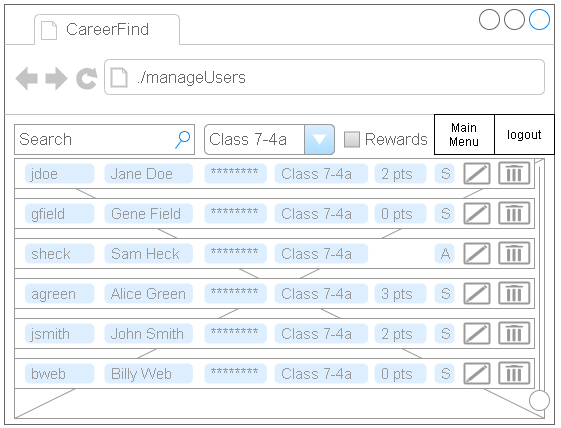 CareerFind
./manageUsers
Search Class 7-4a Rewards Main Menu logout
jdoe Jane Doe ******** Class 7-4a 2 pts S
gfield Gene Field ******** Class 7-4a 0 pts S
sheck Sam Heck ******** Class 7-4a A
agreen Alice Green ******** Class 7-4a 3 pts S
jsmith John Smith ******** Class 7-4a 2 pts S
bweb Billy Web ******** Class 7-4a 0 pts S